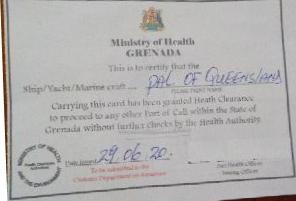 Ministry of Health
GRENADA
This is to certify that the
Ship/Yacht/Marine craft ... PAL OF QUEENSLAND
PLEASE PRINT NAME
Carrying this card has been granted Heath Clearance
to proceed to any other Port of Call within the State of
Grenada without further checks by the Health Authority.
MINISTRY OF HEALTH
Date Issued 29.06.20.
To be submitted to the
Customs Department on departure
Port Health Officer
Issuing Officer